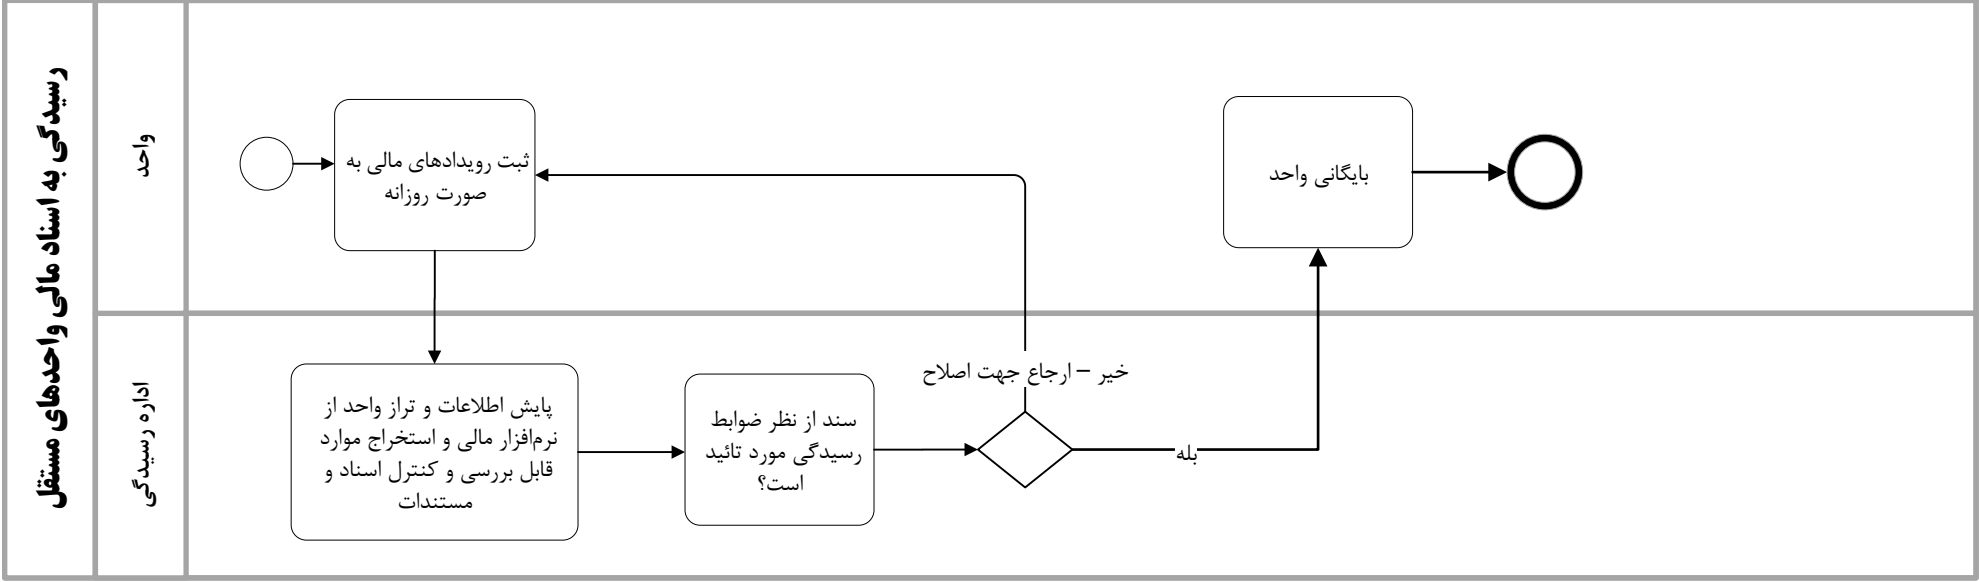 رسیدگی به اسناد مالی واحدهای مستقل
واحد
ثبت رویدادهای مالی به
صورت روزانه
بایگانی واحد
اداره رسیدگی
پایش اطلاعات و تراز واحد از
نرم‌افزار مالی و استخراج موارد
قابل بررسی و کنترل اسناد و
مستندات
سند از نظر ضوابط
رسیدگی مورد تائید
است؟
خیر – ارجاع جهت اصلاح
بله